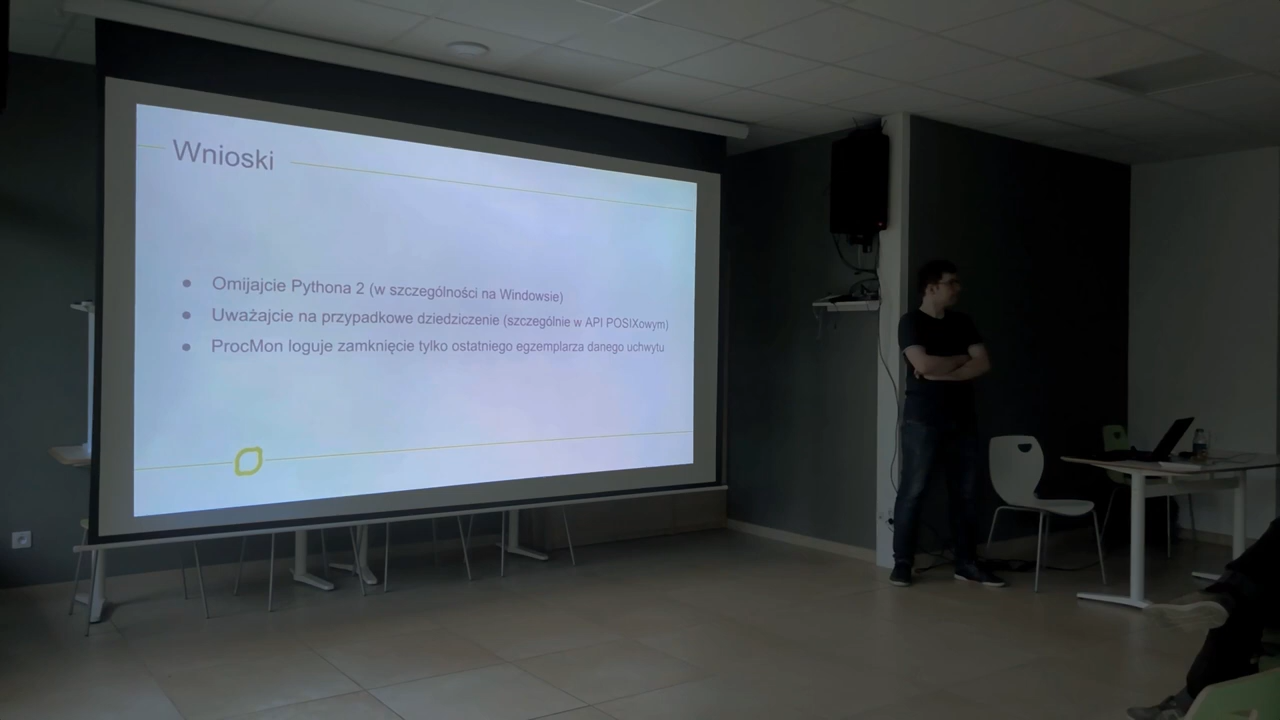 Wnioski
Omijajcie Pythona 2 (w szczególności na Windowsie)
Uważajcie na przypadkowe dziedziczenie (szczególnie w API POSIXowym)
ProcMon loguje zamknięcie tylko ostatniego egzemplarza danego uchwytu